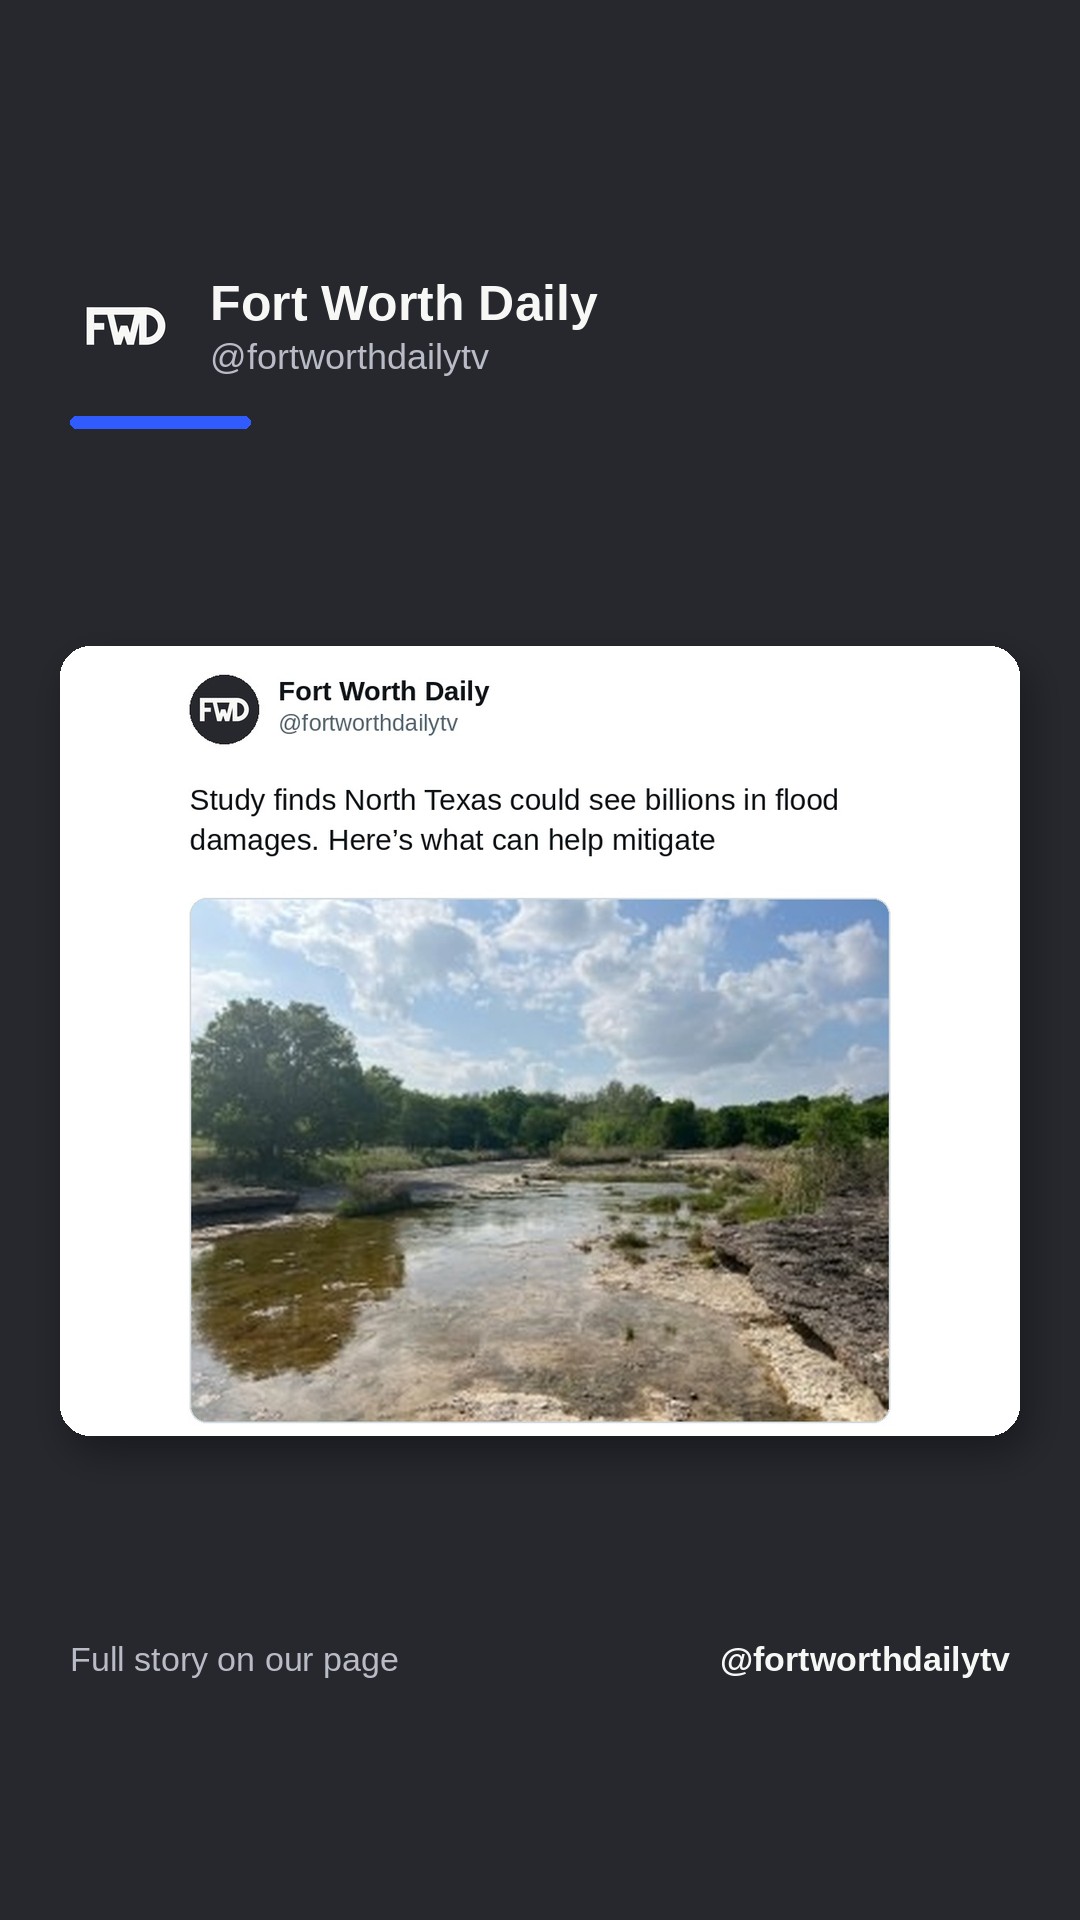 FWD
Fort Worth Daily
@fortworthdailytv
FWD
Fort Worth Daily
@fortworthdailytv
Study finds North Texas could see billions in flood
damages. Here’s what can help mitigate
Full story on our page
@fortworthdailytv